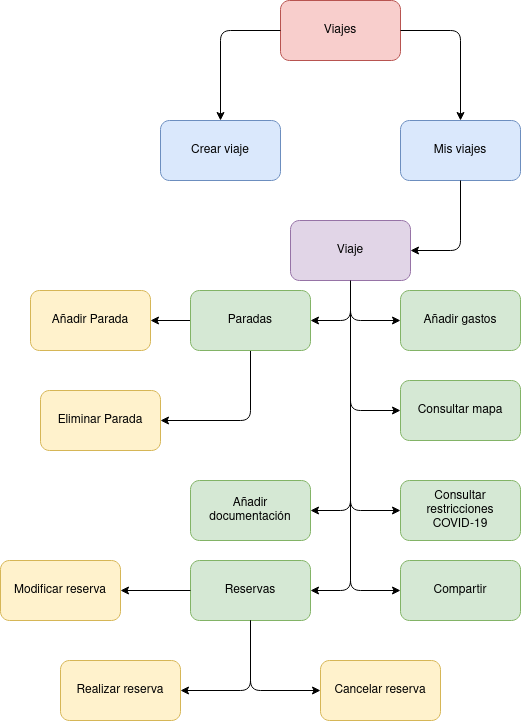 Viajes
Crear viaje
Mis viajes
Viaje
Añadir Parada
Paradas
Añadir gastos
Eliminar Parada
Consultar mapa
Añadir
documentación
Consultar
restricciones
COVID-19
Modificar reserva
Reservas
Compartir
Realizar reserva
Cancelar reserva